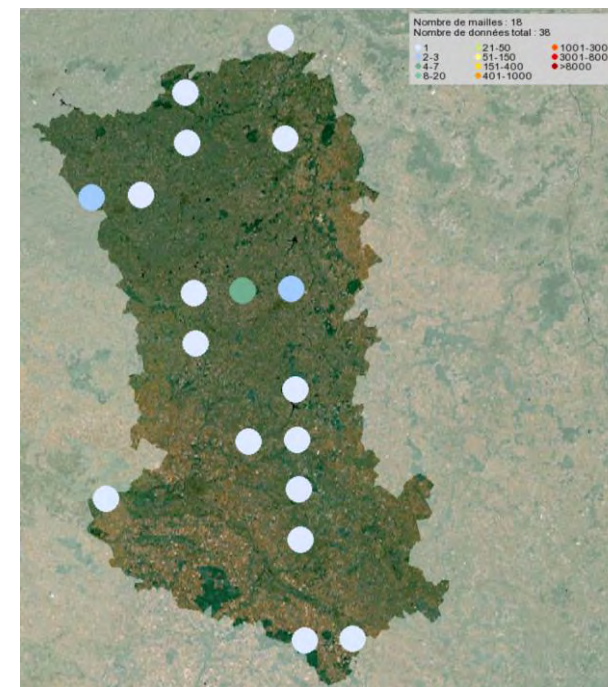 Nombre de mailles : 18
Nombre de données total : 38
1 21-50 1001-300
2-3 51-150 3001-800
4-7 151-400 >8000
8-20 401-1000